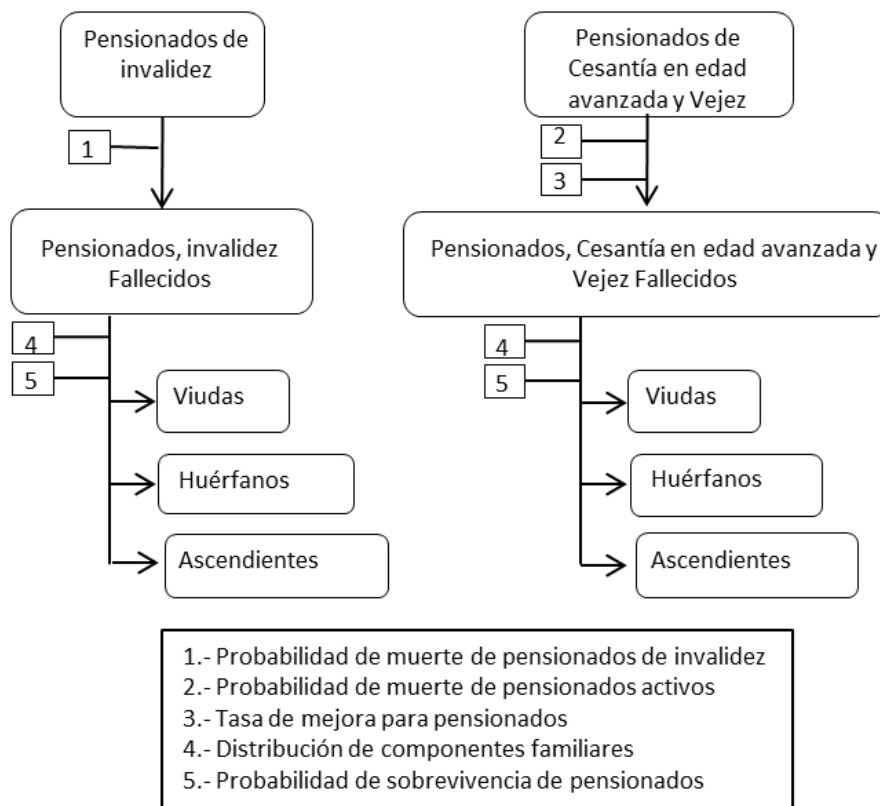 Pensionados de
invalidez
1
Pensionados, invalidez
Fallecidos
4
5
Viudas
Huérfanos
Ascendientes
Pensionados de
Cesantía en edad
avanzada y Vejez
2
3
Pensionados, Cesantía en edad avanzada y
Vejez Fallecidos
4
5
Viudas
Huérfanos
Ascendientes
1.- Probabilidad de muerte de pensionados de invalidez
2.- Probabilidad de muerte de pensionados activos
3.- Tasa de mejora para pensionados
4.- Distribución de componentes familiares
5.- Probabilidad de sobrevivencia de pensionados